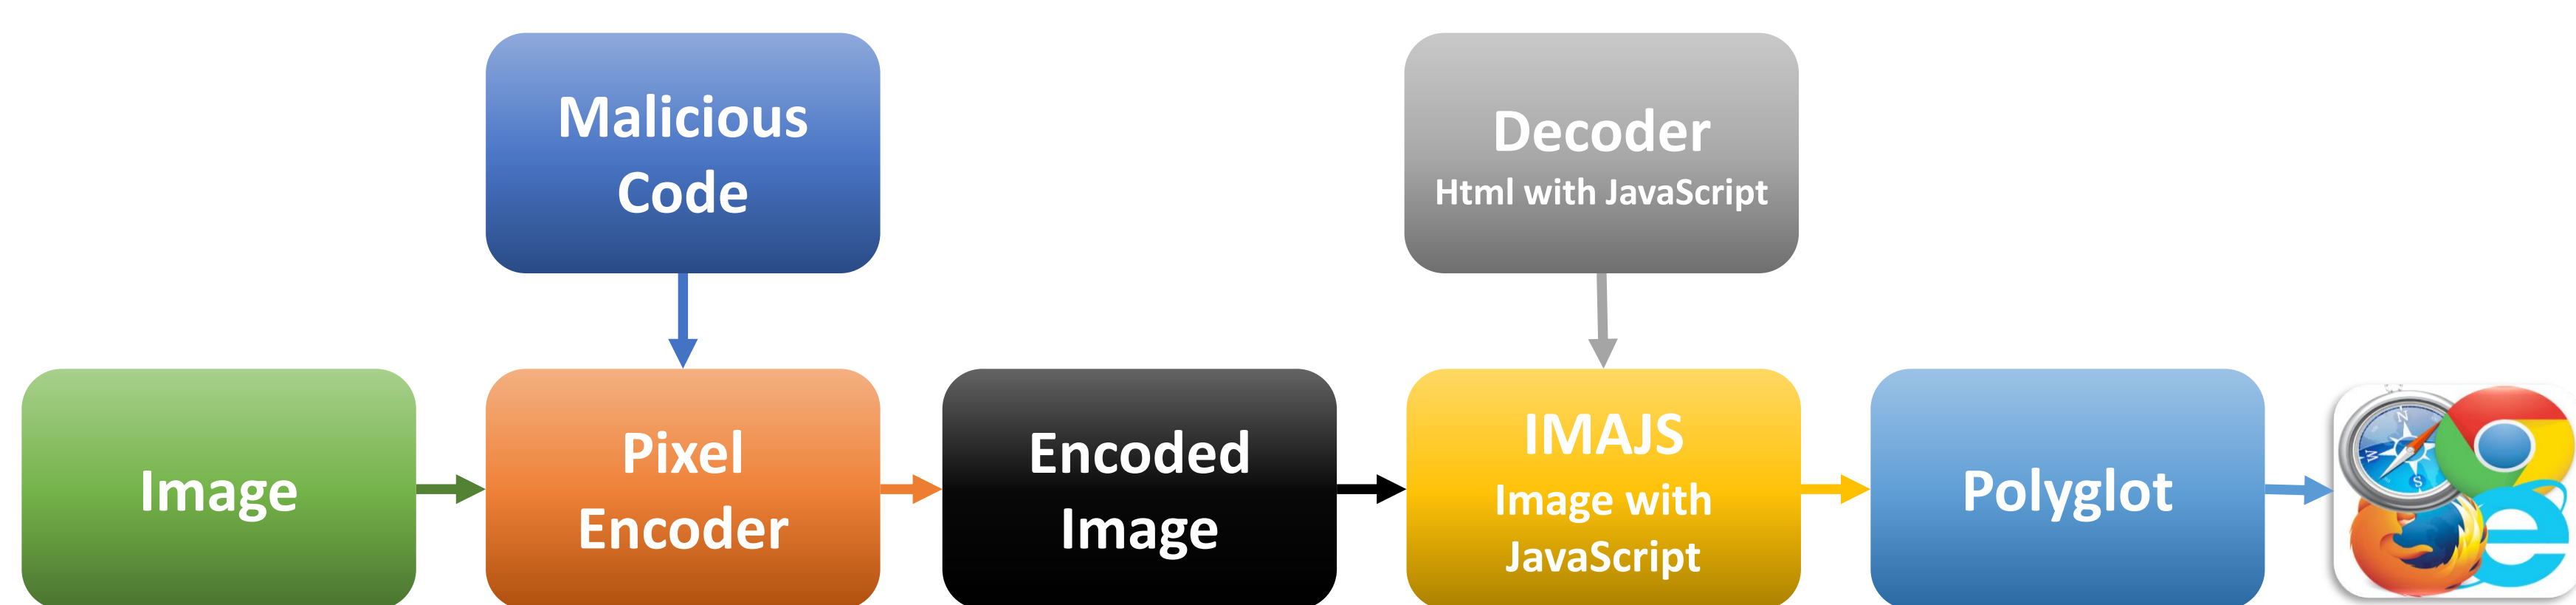 Malicious
Code
Decoder
Html with JavaScript
Image
Pixel
Encoder
Encoded
Image
IMAJS
Image with
JavaScript
Polyglot